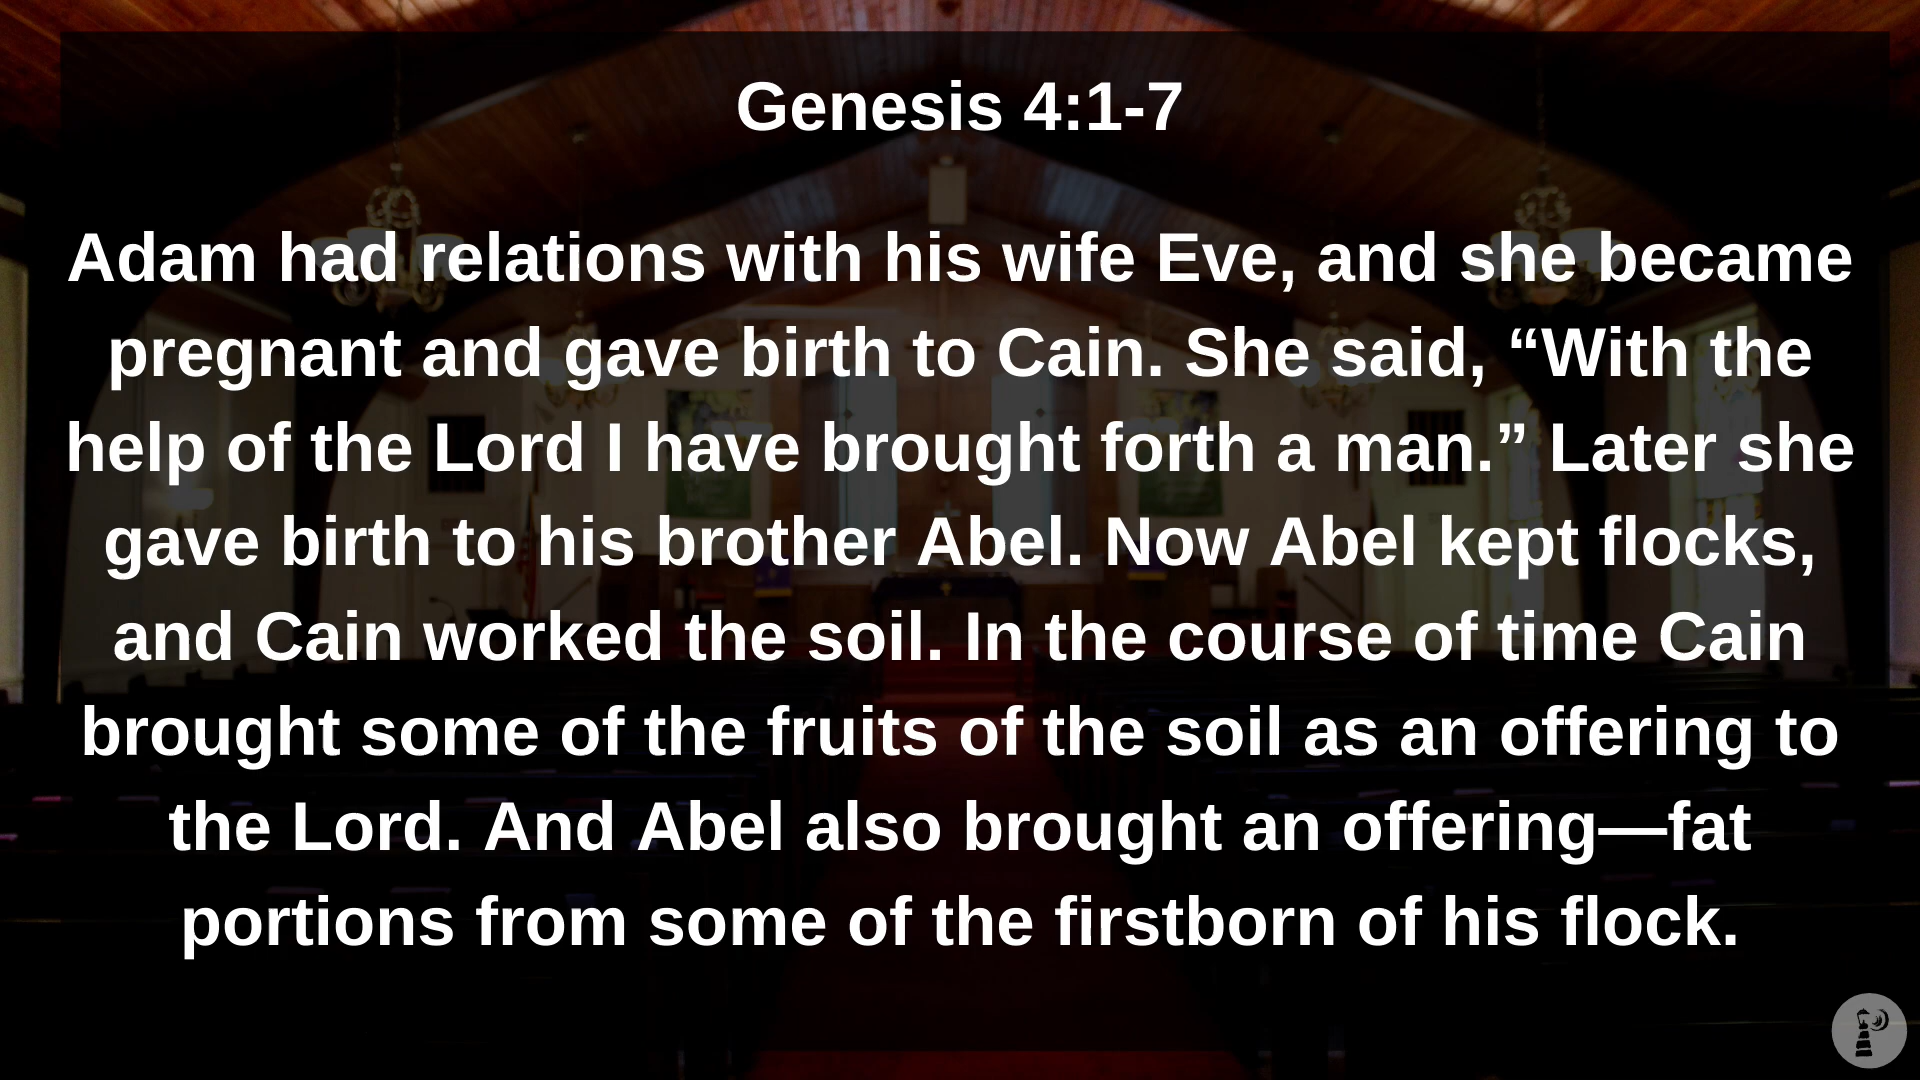 Genesis 4:1-7
Adam had relations with his wife Eve, and she became
pregnant and gave birth to Cain. She said, “With the
help of the Lord I have brought forth a man.” Later she
gave birth to his brother Abel. Now Abel kept flocks,
and Cain worked the soil. In the course of time Cain
brought some of the fruits of the soil as an offering to
the Lord. And Abel also brought an offering—fat
portions from some of the firstborn of his flock.